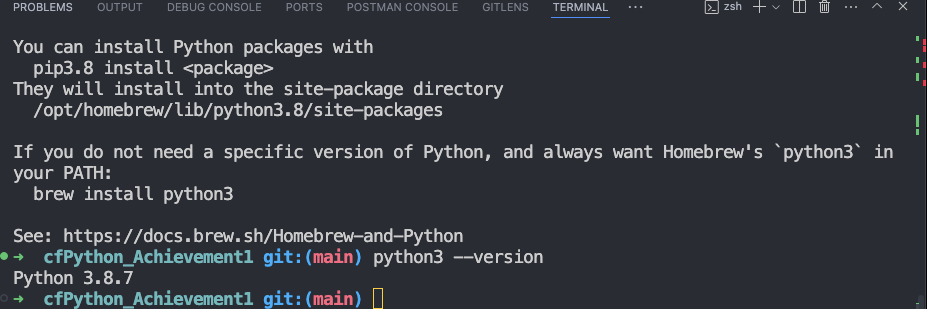 PROBLEMS OUTPUT DEBUG CONSOLE PORTS POSTMAN CONSOLE GITLENS TERMINAL ··· zsh
You can install Python packages with
  pip3.8 install <package>
They will install into the site-package directory
  /opt/homebrew/lib/python3.8/site-packages

If you do not need a specific version of Python, and always want Homebrew's `python3` in
your PATH:
  brew install python3

See: https://docs.brew.sh/Homebrew-and-Python
➜  cfPython_Achievement1 git:(main) python3 --version
Python 3.8.7
➜  cfPython_Achievement1 git:(main)